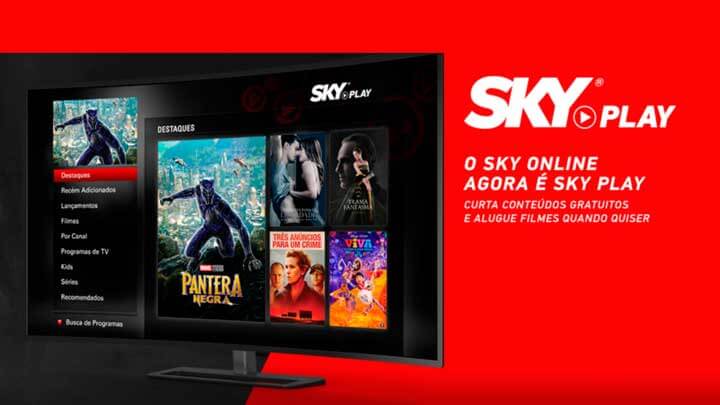 SKY PLAY
DESTAQUES
Destaques
Recém Adicionados
Lançamentos
Filmes
Por Canal
Programas de TV
Kids
Séries
Recomendados
Busca de Programas
MARVEL STUDIOS
PANTERA
NEGRA
TRAMA
FANTASMA
TRÊS ANÚNCIOS
PARA UM CRIME
VIVA
SKY® PLAY
O SKY ONLINE
AGORA É SKY PLAY
CURTA CONTEÚDOS GRATUITOS
E ALUGUE FILMES QUANDO QUISER